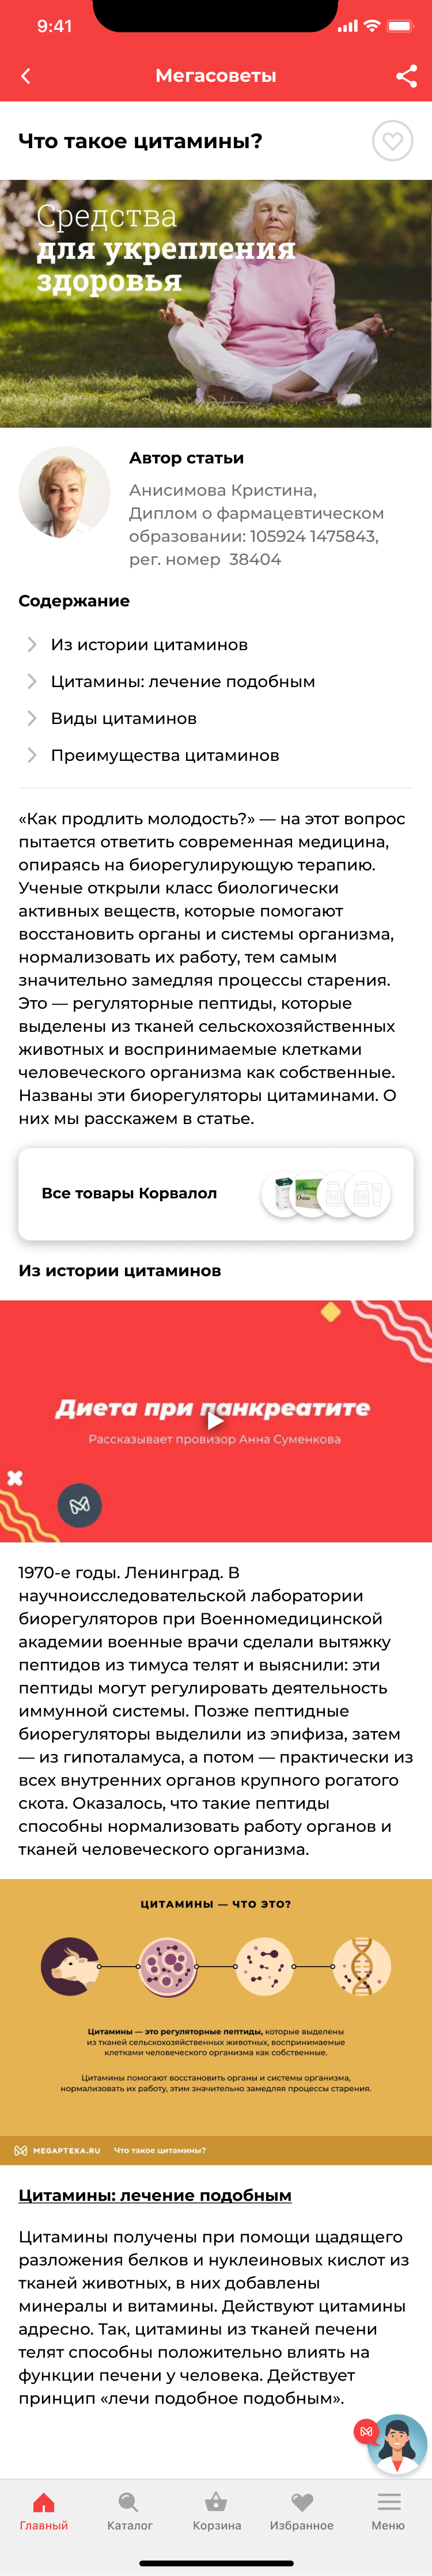 9:41
Мегасоветы
Что такое цитамины?
Средства
для укрепления
здоровья
Автор статьи
Анисимова Кристина,
Диплом о фармацевтическом
образовании: 105924 1475843,
рег. номер 38404
Содержание
Из истории цитаминов
Цитамины: лечение подобным
Виды цитаминов
Преимущества цитаминов
«Как продлить молодость?» — на этот вопрос
пытается ответить современная медицина,
опираясь на биорегулирующую терапию.
Ученые открыли класс биологически
активных веществ, которые помогают
восстановить органы и системы организма,
нормализовать их работу, тем самым
значительно замедляя процессы старения.
Это — регуляторные пептиды, которые
выделены из тканей сельскохозяйственных
животных и воспринимаемые клетками
человеческого организма как собственные.
Названы эти биорегуляторы цитаминами. О
них мы расскажем в статье.
Все товары Корвалол
Из истории цитаминов
Диета при панкреатите
Рассказывает провизор Анна Суменкова
1970-е годы. Ленинград. В
научноисследовательской лаборатории
биорегуляторов при Военномедицинской
академии военные врачи сделали вытяжку
пептидов из тимуса телят и выяснили: эти
пептиды могут регулировать деятельность
иммунной системы. Позже пептидные
биорегуляторы выделили из эпифиза, затем
— из гипоталамуса, а потом — практически из
всех внутренних органов крупного рогатого
скота. Оказалось, что такие пептиды
способны нормализовать работу органов и
тканей человеческого организма.
ЦИТАМИНЫ — ЧТО ЭТО?
Цитамины — это регуляторные пептиды, которые выделены
из тканей сельскохозяйственных животных, воспринимаемые
клетками человеческого организма как собственные.
Цитамины помогают восстановить органы и системы организма,
нормализовать их работу, этим значительно замедляя процессы старения.
MEGAPTEKA.RU Что такое цитамины?
Цитамины: лечение подобным
Цитамины получены при помощи щадящего
разложения белков и нуклеиновых кислот из
тканей животных, в них добавлены
минералы и витамины. Действуют цитамины
адресно. Так, цитамины из тканей печени
телят способны положительно влиять на
функции печени у человека. Действует
принцип «лечи подобное подобным».
Главный
Каталог
Корзина
Избранное
Меню